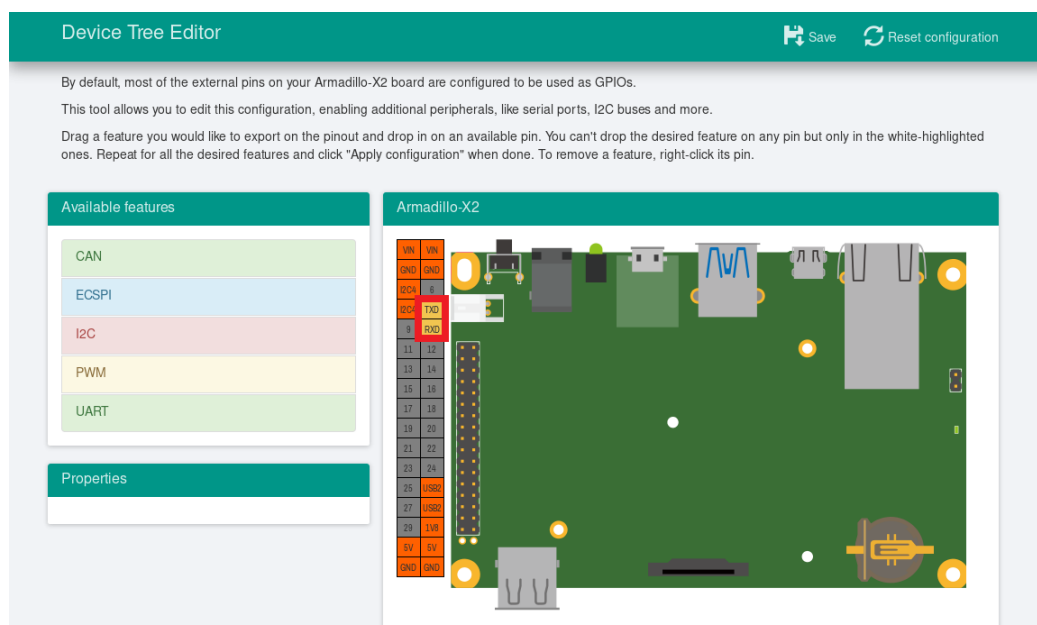 Device Tree Editor
Save
Reset configuration
By default, most of the external pins on your Armadillo-X2 board are configured to be used as GPIOs.
This tool allows you to edit this configuration, enabling additional peripherals, like serial ports, I2C buses and more.
Drag a feature you would like to export on the pinout and drop in on an available pin. You can't drop the desired feature on any pin but only in the white-highlighted
ones. Repeat for all the desired features and click "Apply configuration" when done. To remove a feature, right-click its pin.
Available features
CAN
ECSPI
I2C
PWM
UART
Properties
Armadillo-X2
VIN VIN
GND GND
I2C4 6
I2C4 TXD
9 RXD
11 12
13 14
15 16
17 18
19 20
21 22
23 24
25 USB2
27 USB2
29 1V8
5V 5V
GND GND